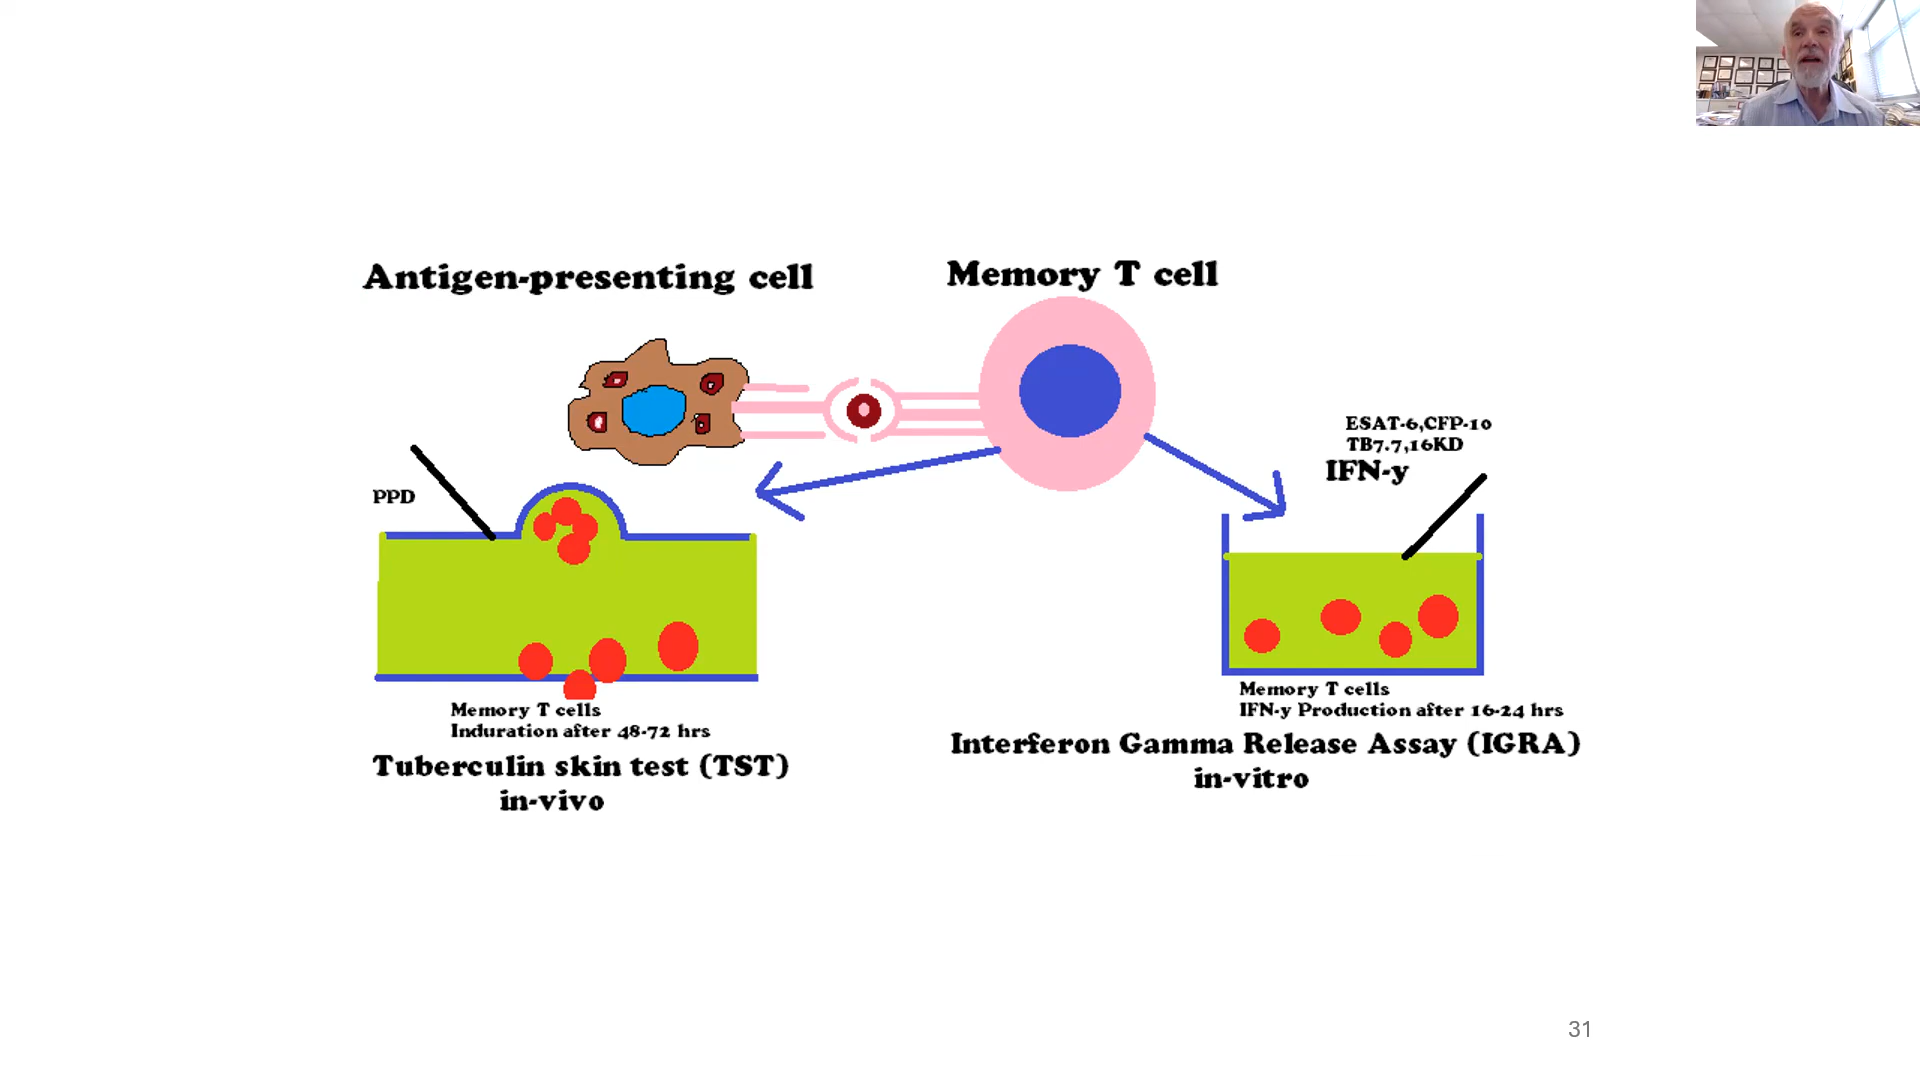 Antigen-presenting cell
Memory T cell
ESAT-6,CFP-10
TB7.7,16KD
IFN-y
PPD
Memory T cells
Induration after 48-72 hrs
Tuberculin skin test (TST)
in-vivo
Memory T cells
IFN-y Production after 16-24 hrs
Interferon Gamma Release Assay (IGRA)
in-vitro
31